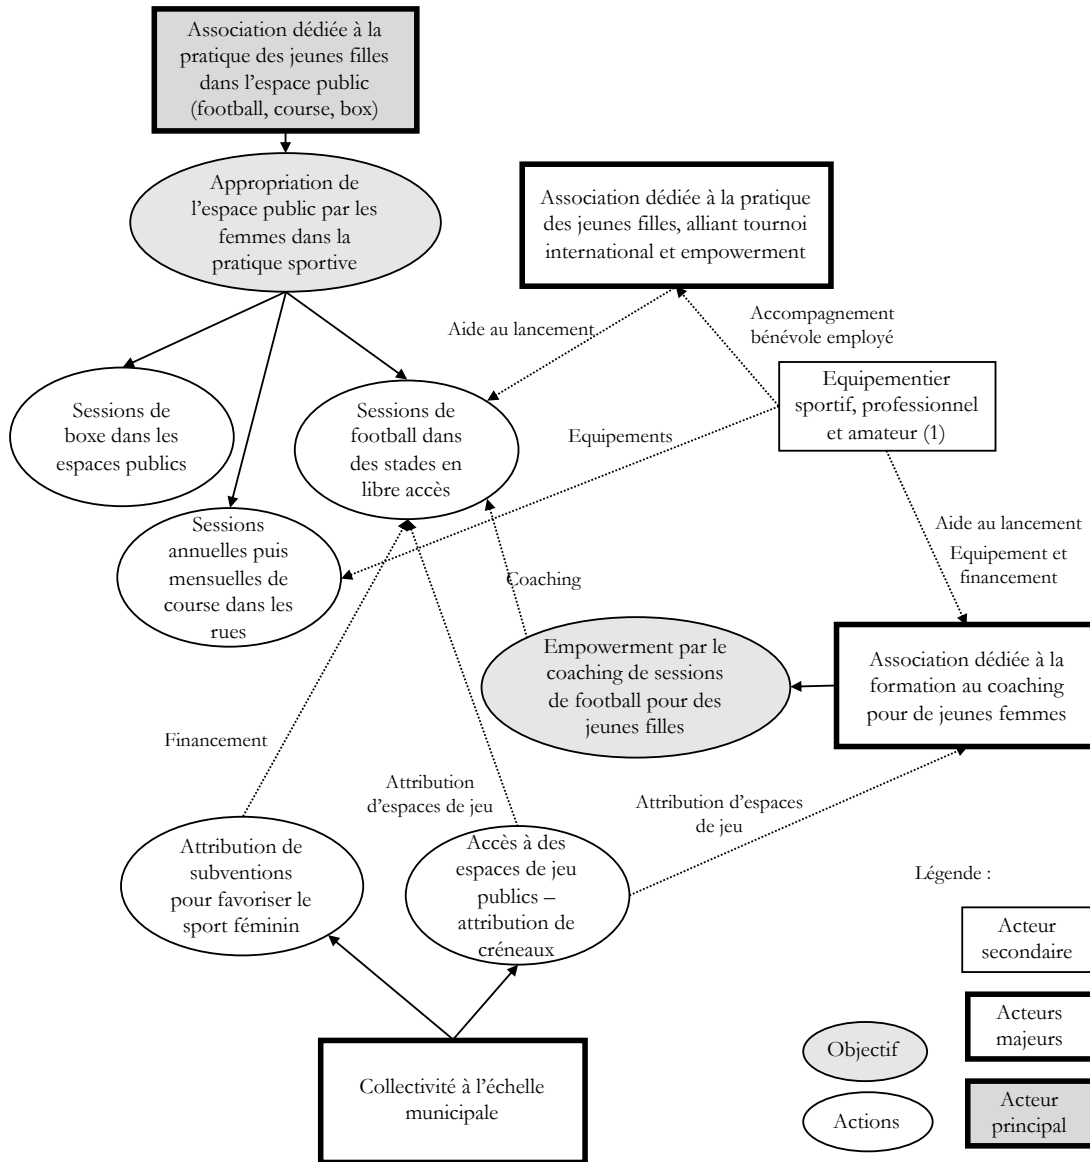 Association dédiée à la
pratique des jeunes filles
dans l'espace public
(football, course, box)
Appropriation de
l'espace public par les
femmes dans la
pratique sportive
Association dédiée à la pratique
des jeunes filles, alliant tournoi
international et empowerment
Aide au lancement
Accompagnement
bénévole employé
Sessions de
boxe dans les
espaces publics
Sessions de
football dans
des stades en
libre accès
Equipements
Equipementier
sportif, professionnel
et amateur (1)
Sessions
annuelles puis
mensuelles de
course dans les
rues
Coaching
Aide au lancement
Equipement et
financement
Empowerment par le
coaching de sessions
de football pour des
jeunes filles
Association dédiée à la
formation au coaching
pour de jeunes femmes
Financement
Attribution
d'espaces de jeu
Attribution d'espaces
de jeu
Attribution de
subventions
pour favoriser le
sport féminin
Accès à des
espaces de jeu
publics –
attribution de
créneaux
Collectivité à l'échelle
municipale
Légende :
Acteur
secondaire
Acteurs
majeurs
Objectif
Actions
Acteur
principal